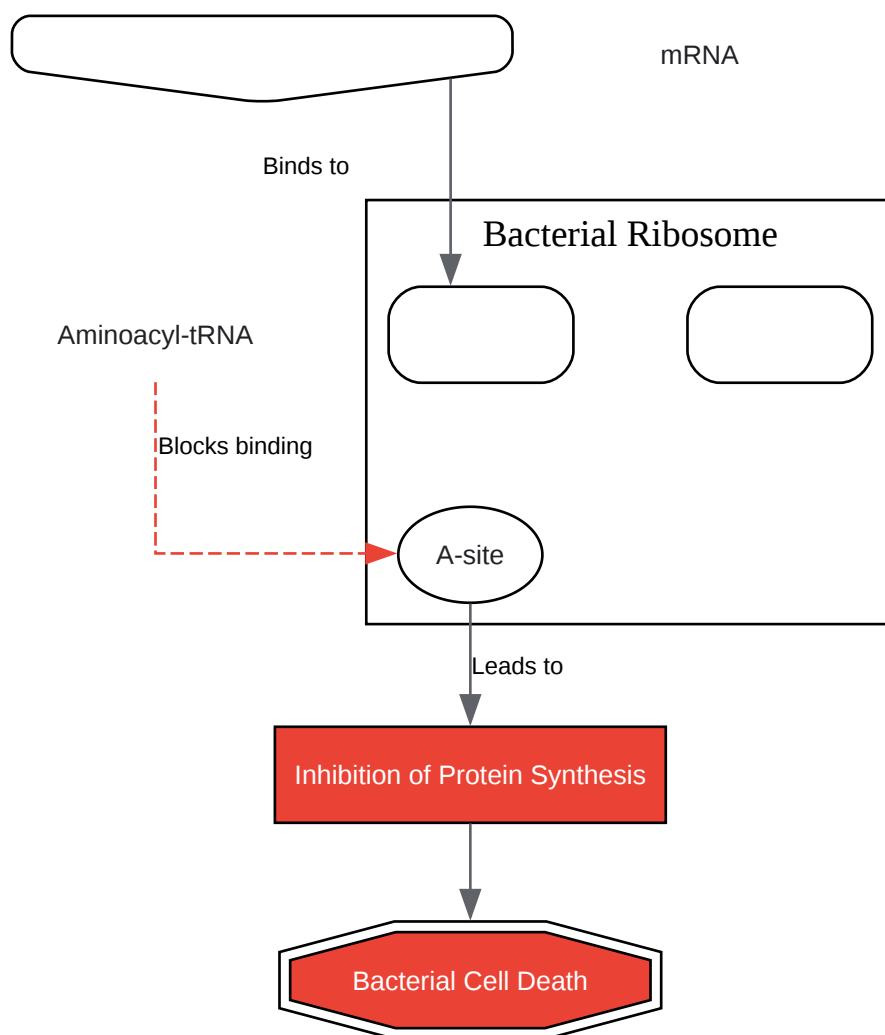 mRNA
Binds to
Bacterial Ribosome
Aminoacyl-tRNA
Blocks binding
A-site
Leads to
Inhibition of Protein Synthesis
Bacterial Cell Death